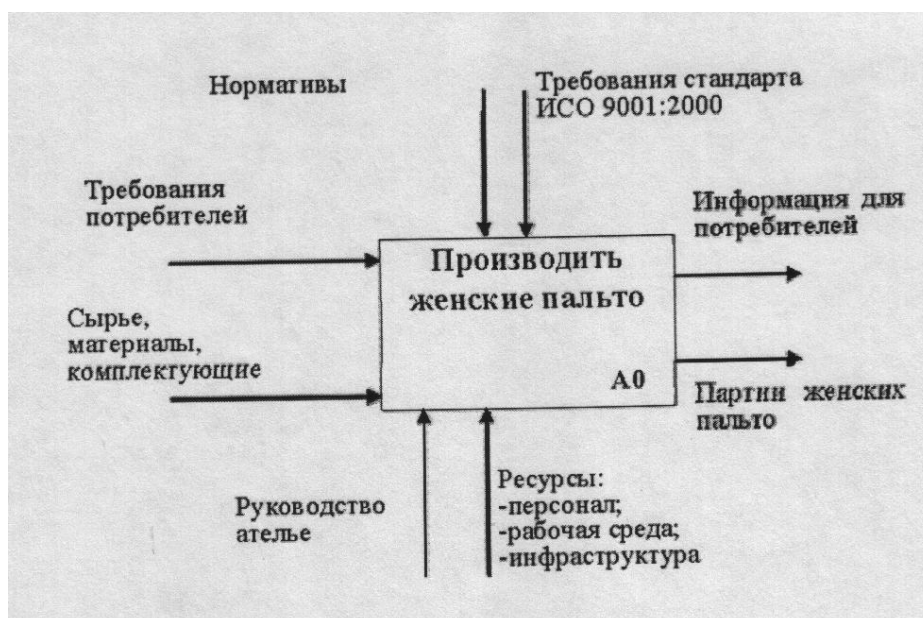 Нормативы
Требования стандарта
ИСО 9001:2000
Требования
потребителей
Информация для
потребителей
Производить
женские пальто
Сырье,
материалы,
комплектующие
А0
Партии женских
пальто
Руководство
ателье
Ресурсы:
-персонал;
-рабочая среда;
-инфраструктура